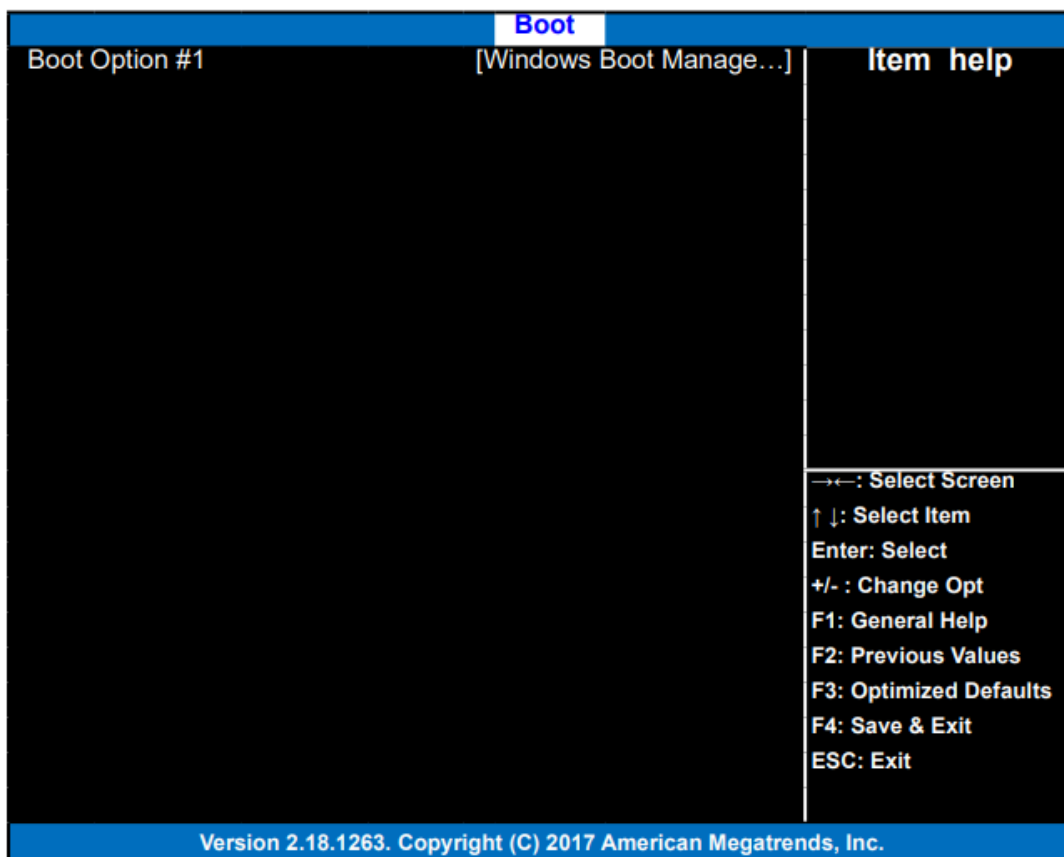 Boot
Boot Option #1 [Windows Boot Manage…]
Item help
→←: Select Screen
↑ ↓: Select Item
Enter: Select
+/- : Change Opt
F1: General Help
F2: Previous Values
F3: Optimized Defaults
F4: Save & Exit
ESC: Exit
Version 2.18.1263. Copyright (C) 2017 American Megatrends, Inc.